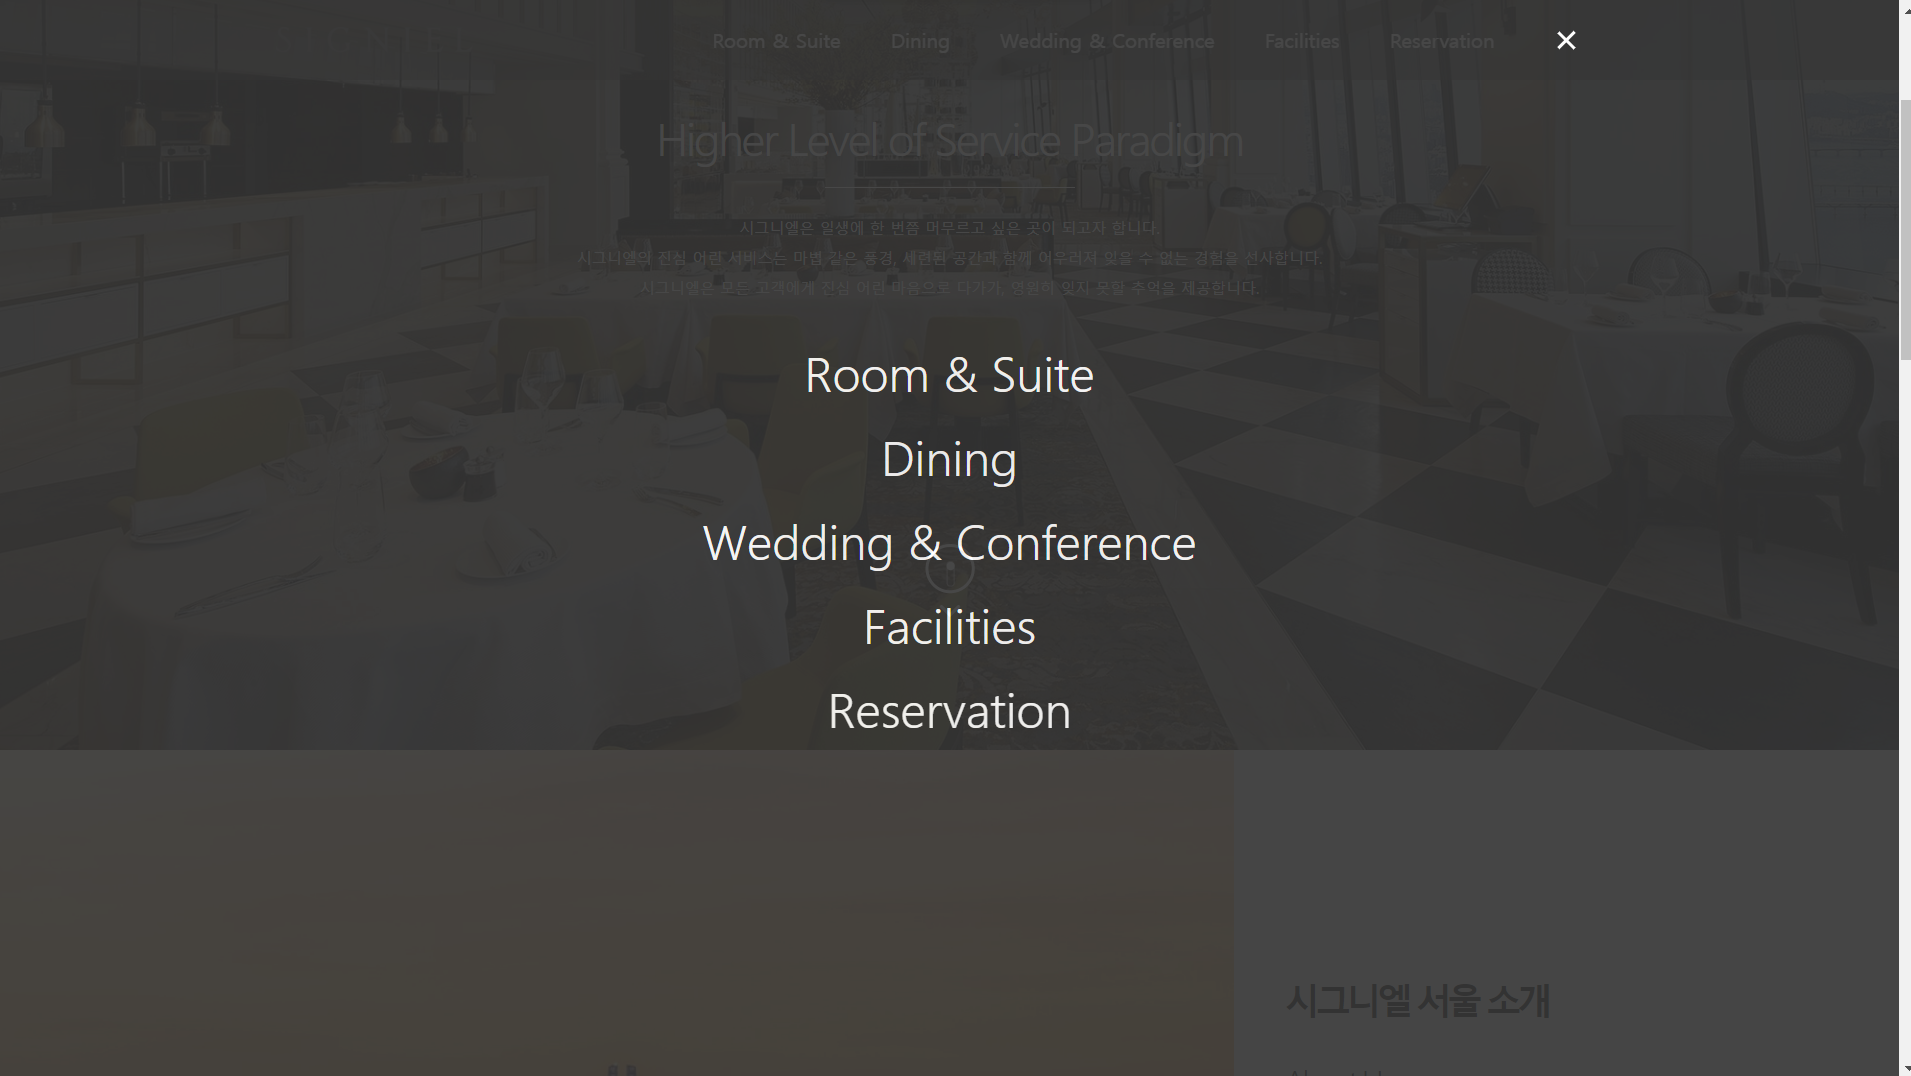 SIGNIEL
Room & Suite
Dining
Wedding & Conference
Facilities
Reservation
Higher Level of Service Paradigm
시그니엘은 일생에 한 번쯤 머무르고 싶은 곳이 되고자 합니다.
시그니엘의 진심 어린 서비스는 마법 같은 풍경, 세련된 공간과 함께 어우러져 잊을 수 없는 경험을 선사합니다.
시그니엘은 모든 고객에게 진심 어린 마음으로 다가가, 영원히 잊지 못할 추억을 제공합니다.
Room & Suite
Dining
Wedding & Conference
Facilities
Reservation
시그니엘 서울 소개